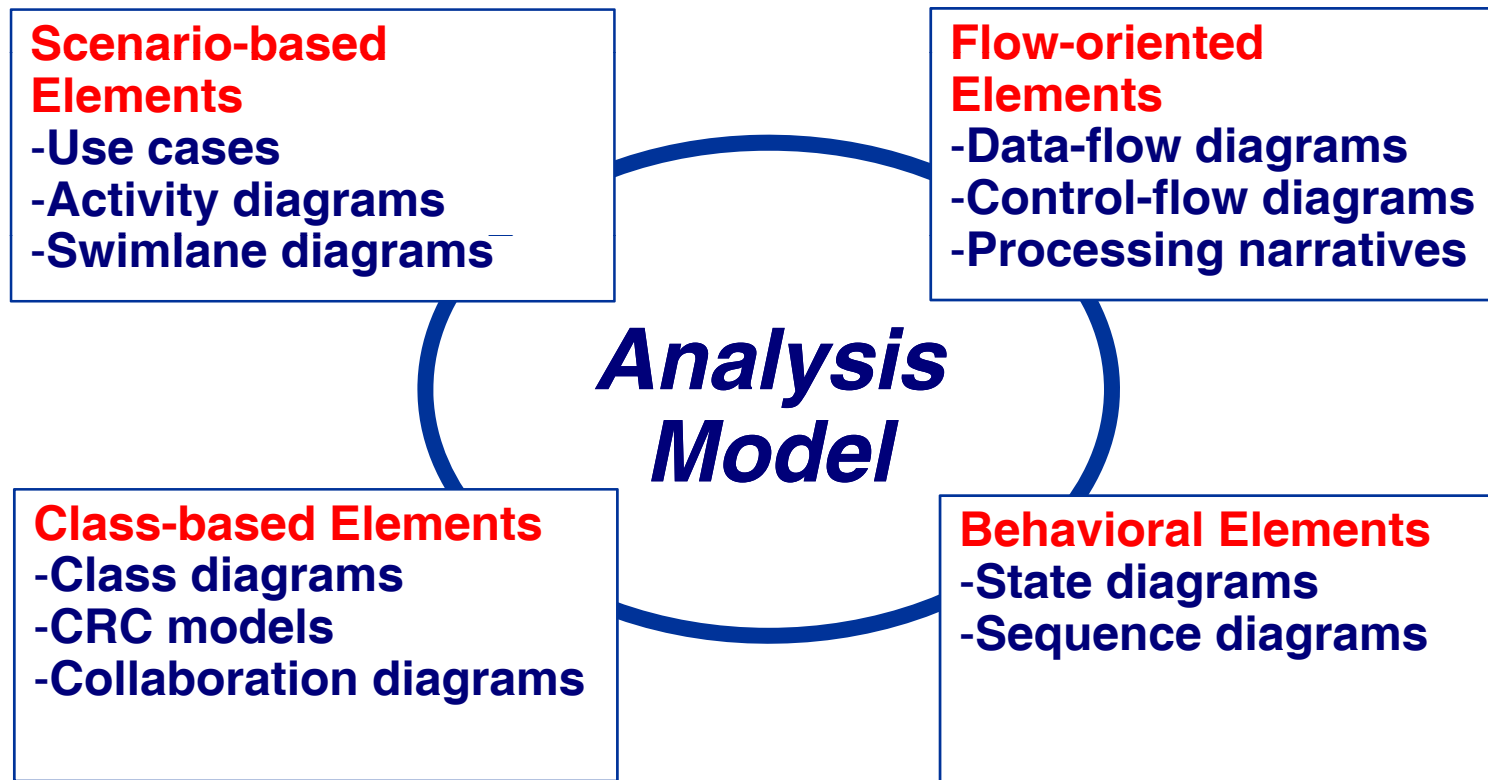 Scenario-based
Elements
-Use cases
-Activity diagrams
-Swimlane diagrams
Flow-oriented
Elements
-Data-flow diagrams
-Control-flow diagrams
-Processing narratives
Analysis
Model
Class-based Elements
-Class diagrams
-CRC models
-Collaboration diagrams
Behavioral Elements
-State diagrams
-Sequence diagrams